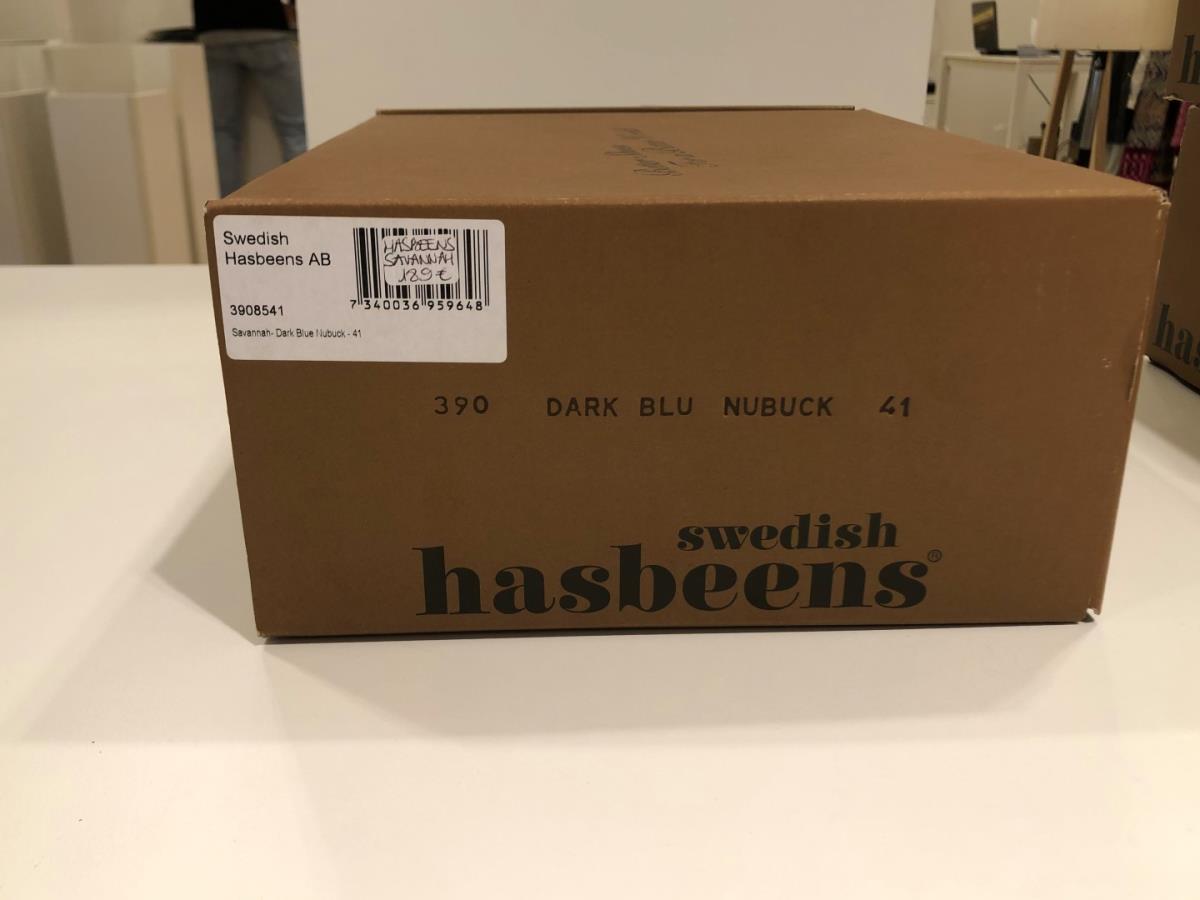 Swedish
Hasbeens AB
HASBEENS
SAVANNAH
189€
7 340036 959648
3908541
Savannah- Dark Blue Nubuck - 41
390 DARK BLU NUBUCK 41
swedish
hasbeens®
has